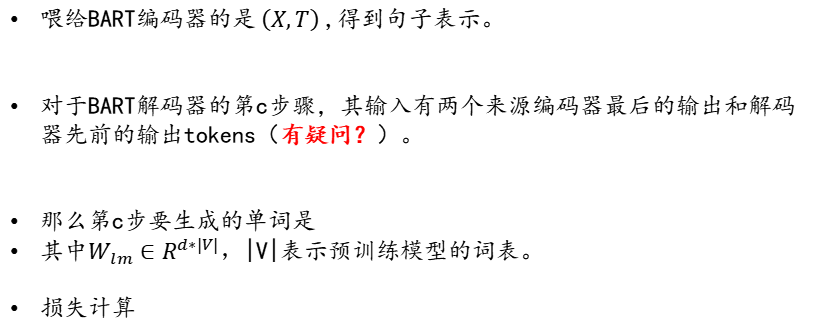 • 喂给BART编码器的是 (X,T) ,得到句子表示。
• 对于BART解码器的第c步骤，其输入有两个来源编码器最后的输出和解码
器先前的输出tokens（有疑问？）。
• 那么第c步要生成的单词是
• 其中W_{lm} ∈ R^{d*|V|}，|V|表示预训练模型的词表。
• 损失计算